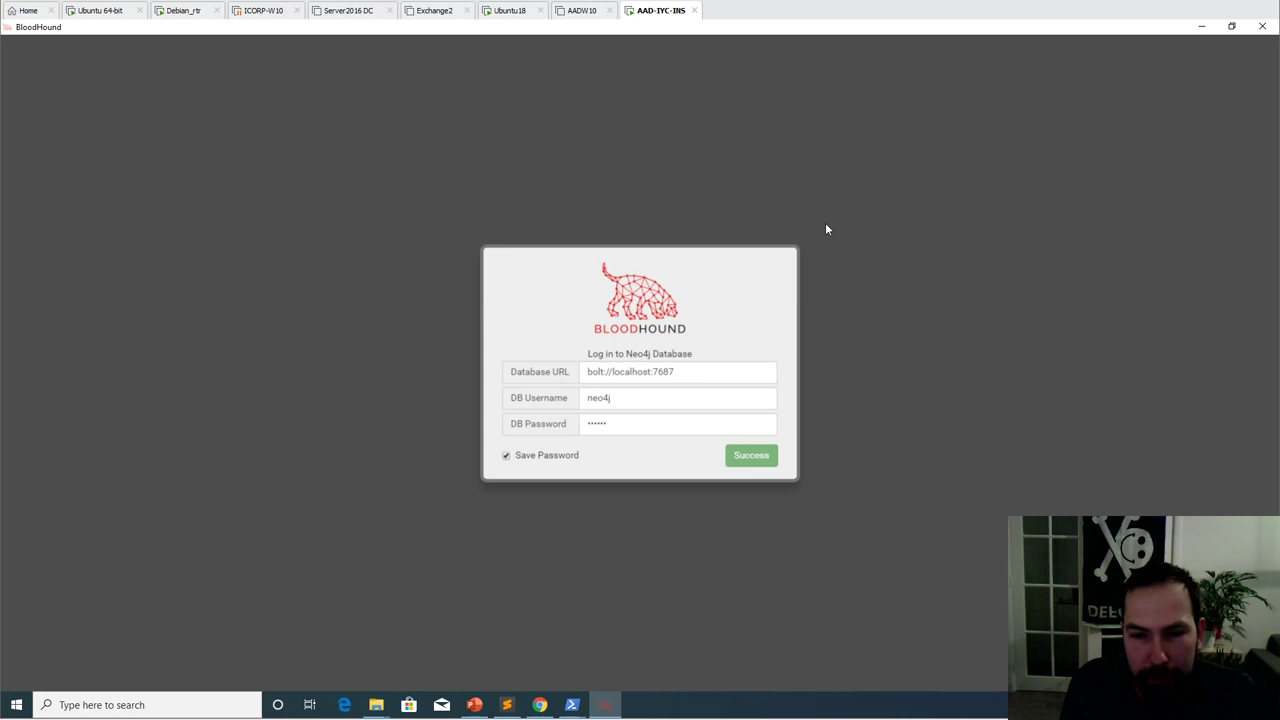 Home
Ubuntu 64-bit
Debian_rtr
ICORP-W10
Server2016 DC
Exchange2
Ubuntu18
AADW10
AAD-IYC-INS
BloodHound
BLOODHOUND
Log in to Neo4j Database
Database URL
bolt://localhost:7687
DB Username
neo4j
DB Password
••••••
Save Password
Success
Type here to search